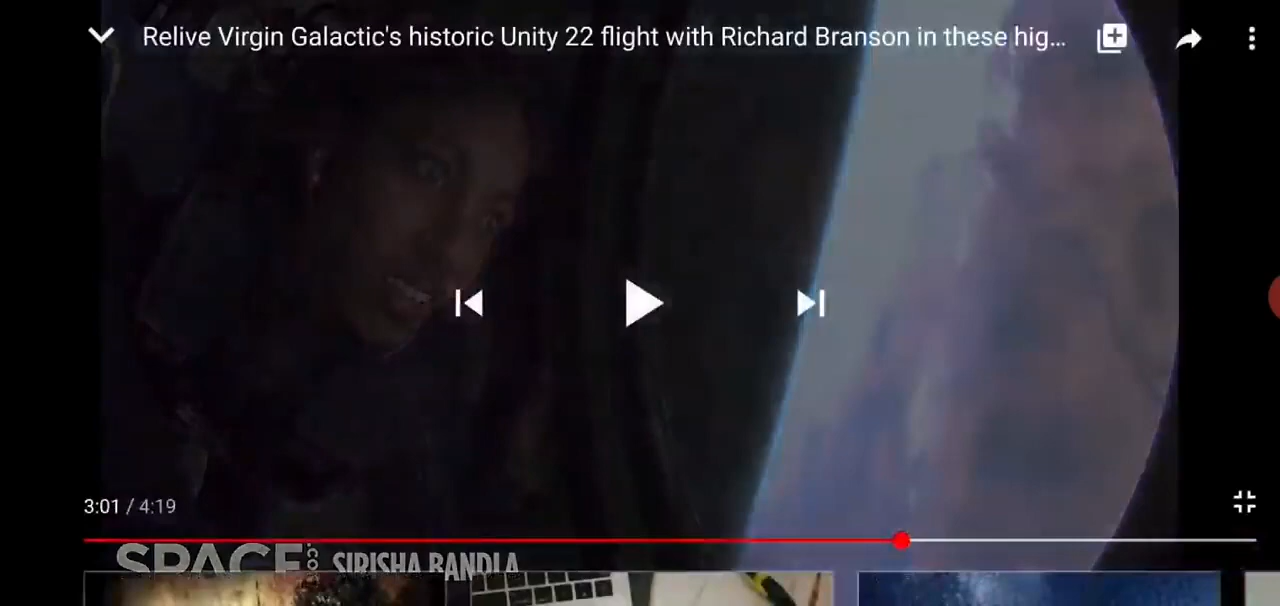 Relive Virgin Galactic's historic Unity 22 flight with Richard Branson in these hig...
3:01 / 4:19
SPACE.CO SIRISHA BANDLA